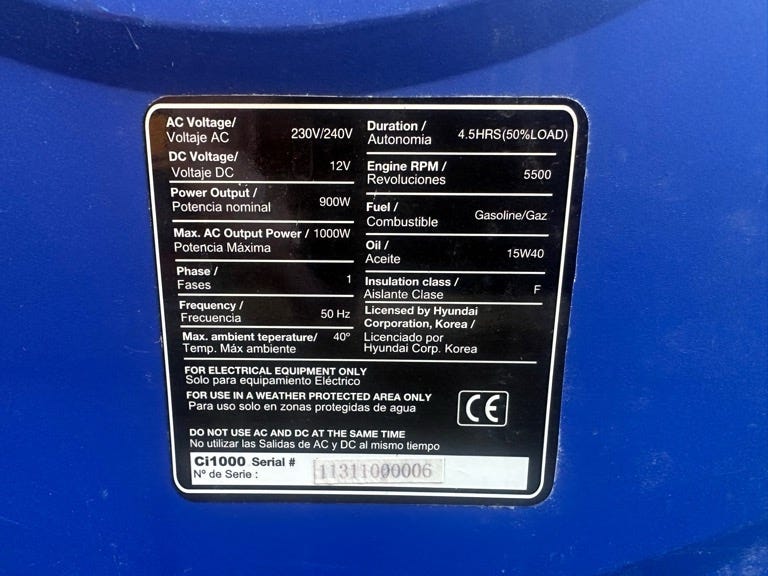 AC Voltage/
Voltaje AC
230V/240V
DC Voltage/
Voltaje DC
12V
Power Output /
Potencia nominal
900W
Max. AC Output Power / 1000W
Potencia Máxima
Phase /
Fases
1
Frequency /
Frecuencia
50 Hz
Max. ambient teperature/ 40º
Temp. Máx ambiente
Duration /
Autonomia
4.5HRS(50%LOAD)
Engine RPM /
Revoluciones
5500
Fuel /
Combustible
Gasoline/Gaz
Oil /
Aceite
15W40
Insulation class /
Aislante Clase
F
Licensed by Hyundai
Corporation, Korea /
Licenciado por
Hyundai Corp. Korea
FOR ELECTRICAL EQUIPMENT ONLY
Solo para equipamiento Eléctrico
FOR USE IN A WEATHER PROTECTED AREA ONLY
Para uso solo en zonas protegidas de agua
CE
DO NOT USE AC AND DC AT THE SAME TIME
No utilizar las Salidas de AC y DC al mismo tiempo
Ci1000 Serial #
Nº de Serie :
11311000006